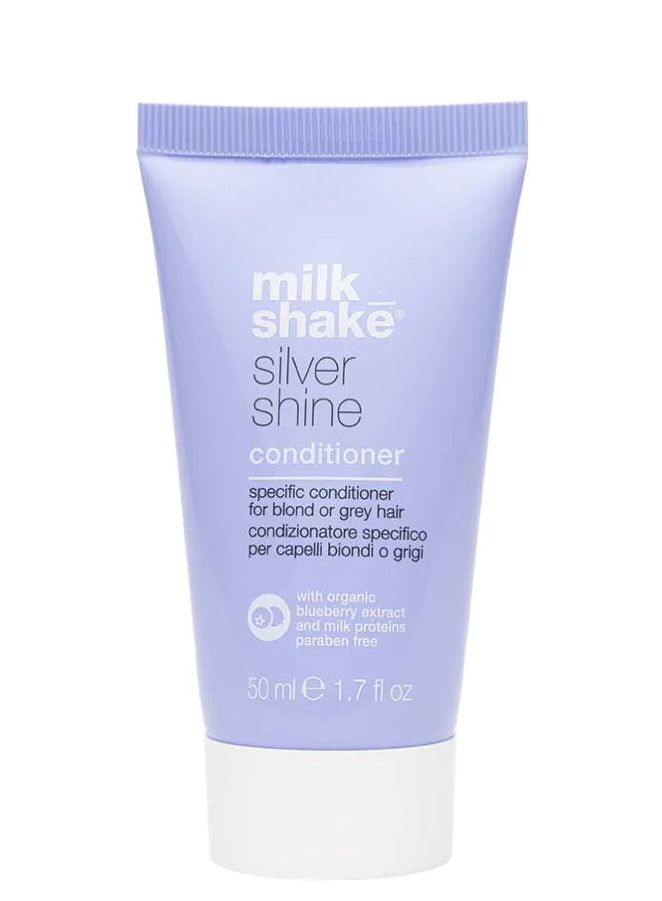 milk_
shakē®
silver
shine
conditioner
specific conditioner
for blond or grey hair
condizionatore specifico
per capelli biondi o grigi
with organic
blueberry extract
and milk proteins
paraben free
50 ml ℮ 1.7 fl oz